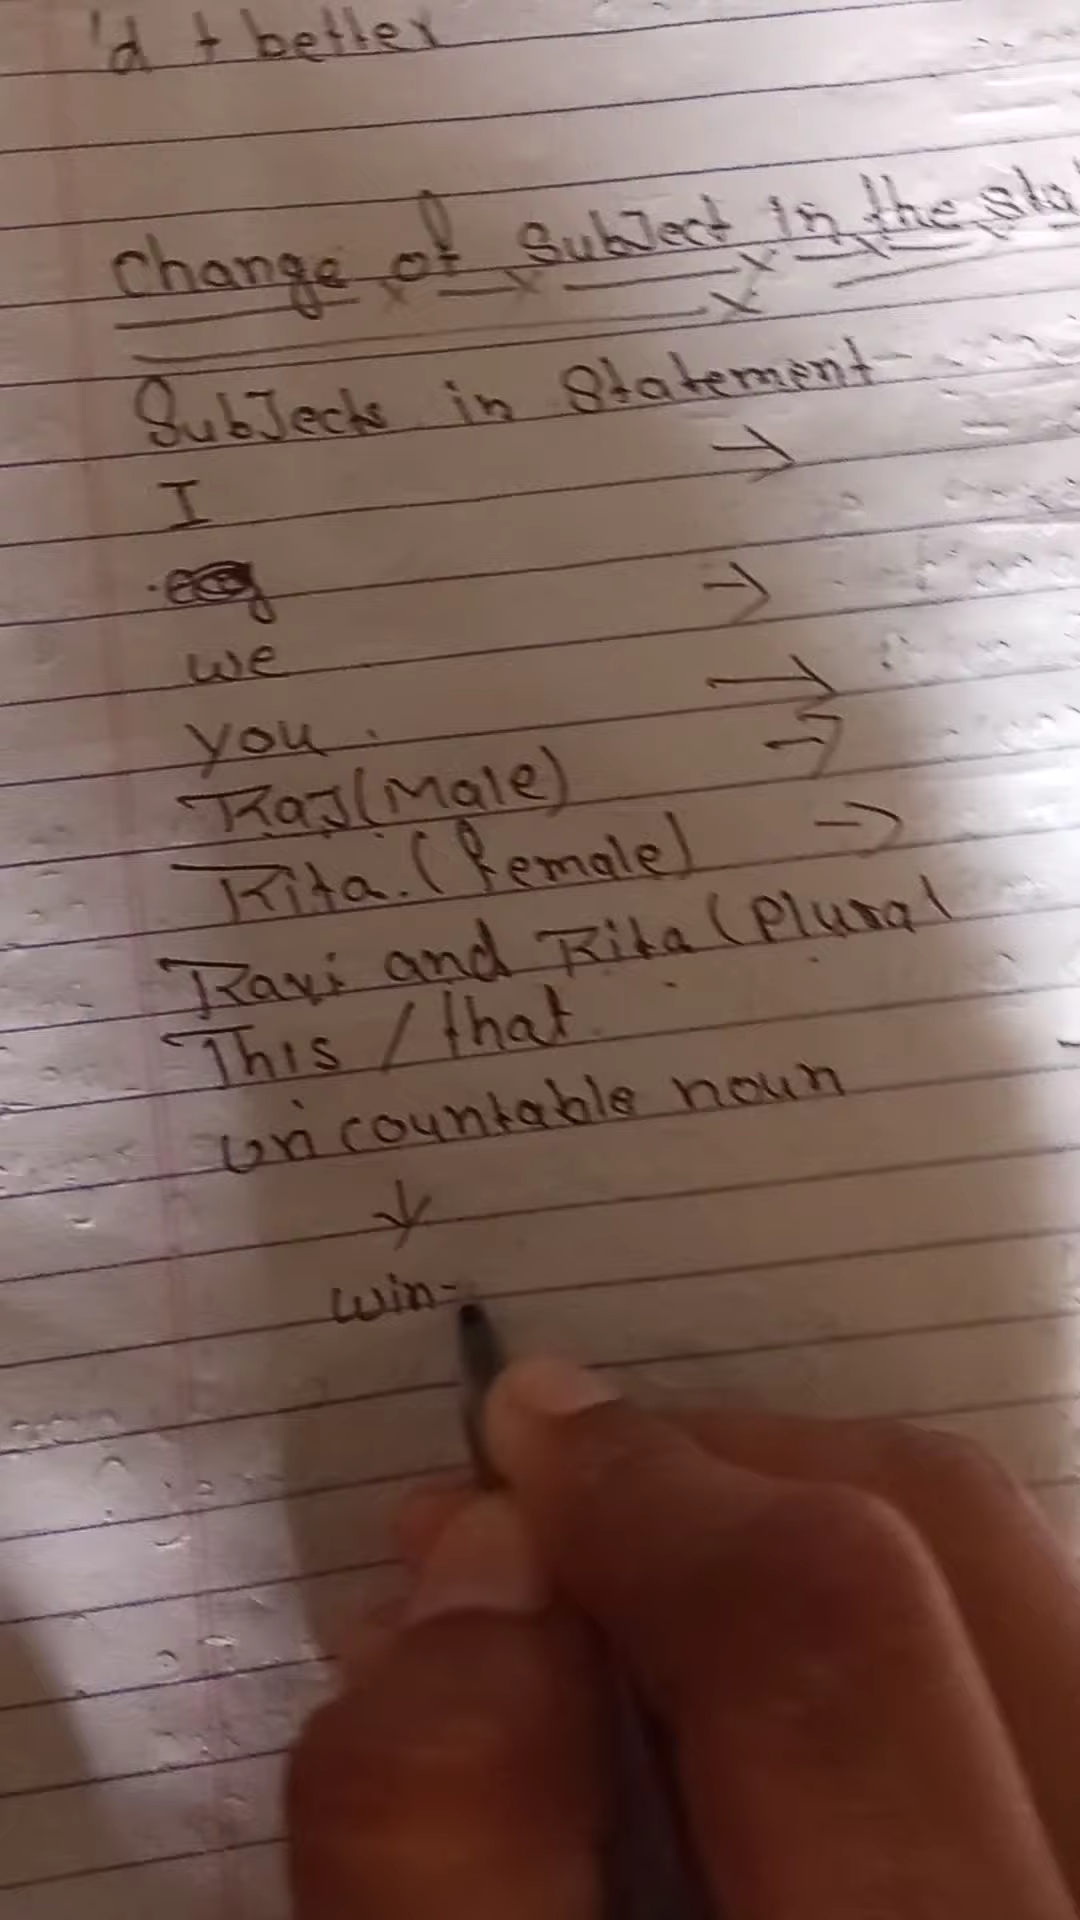 'd + better
Change of SubJect in the Sta
SubJects in Statement
I →
we →
you. →
Raj (Male) →
Rita. (female) →
Ravi and Rita (Plural
This / that
uncountable noun
↓
win-